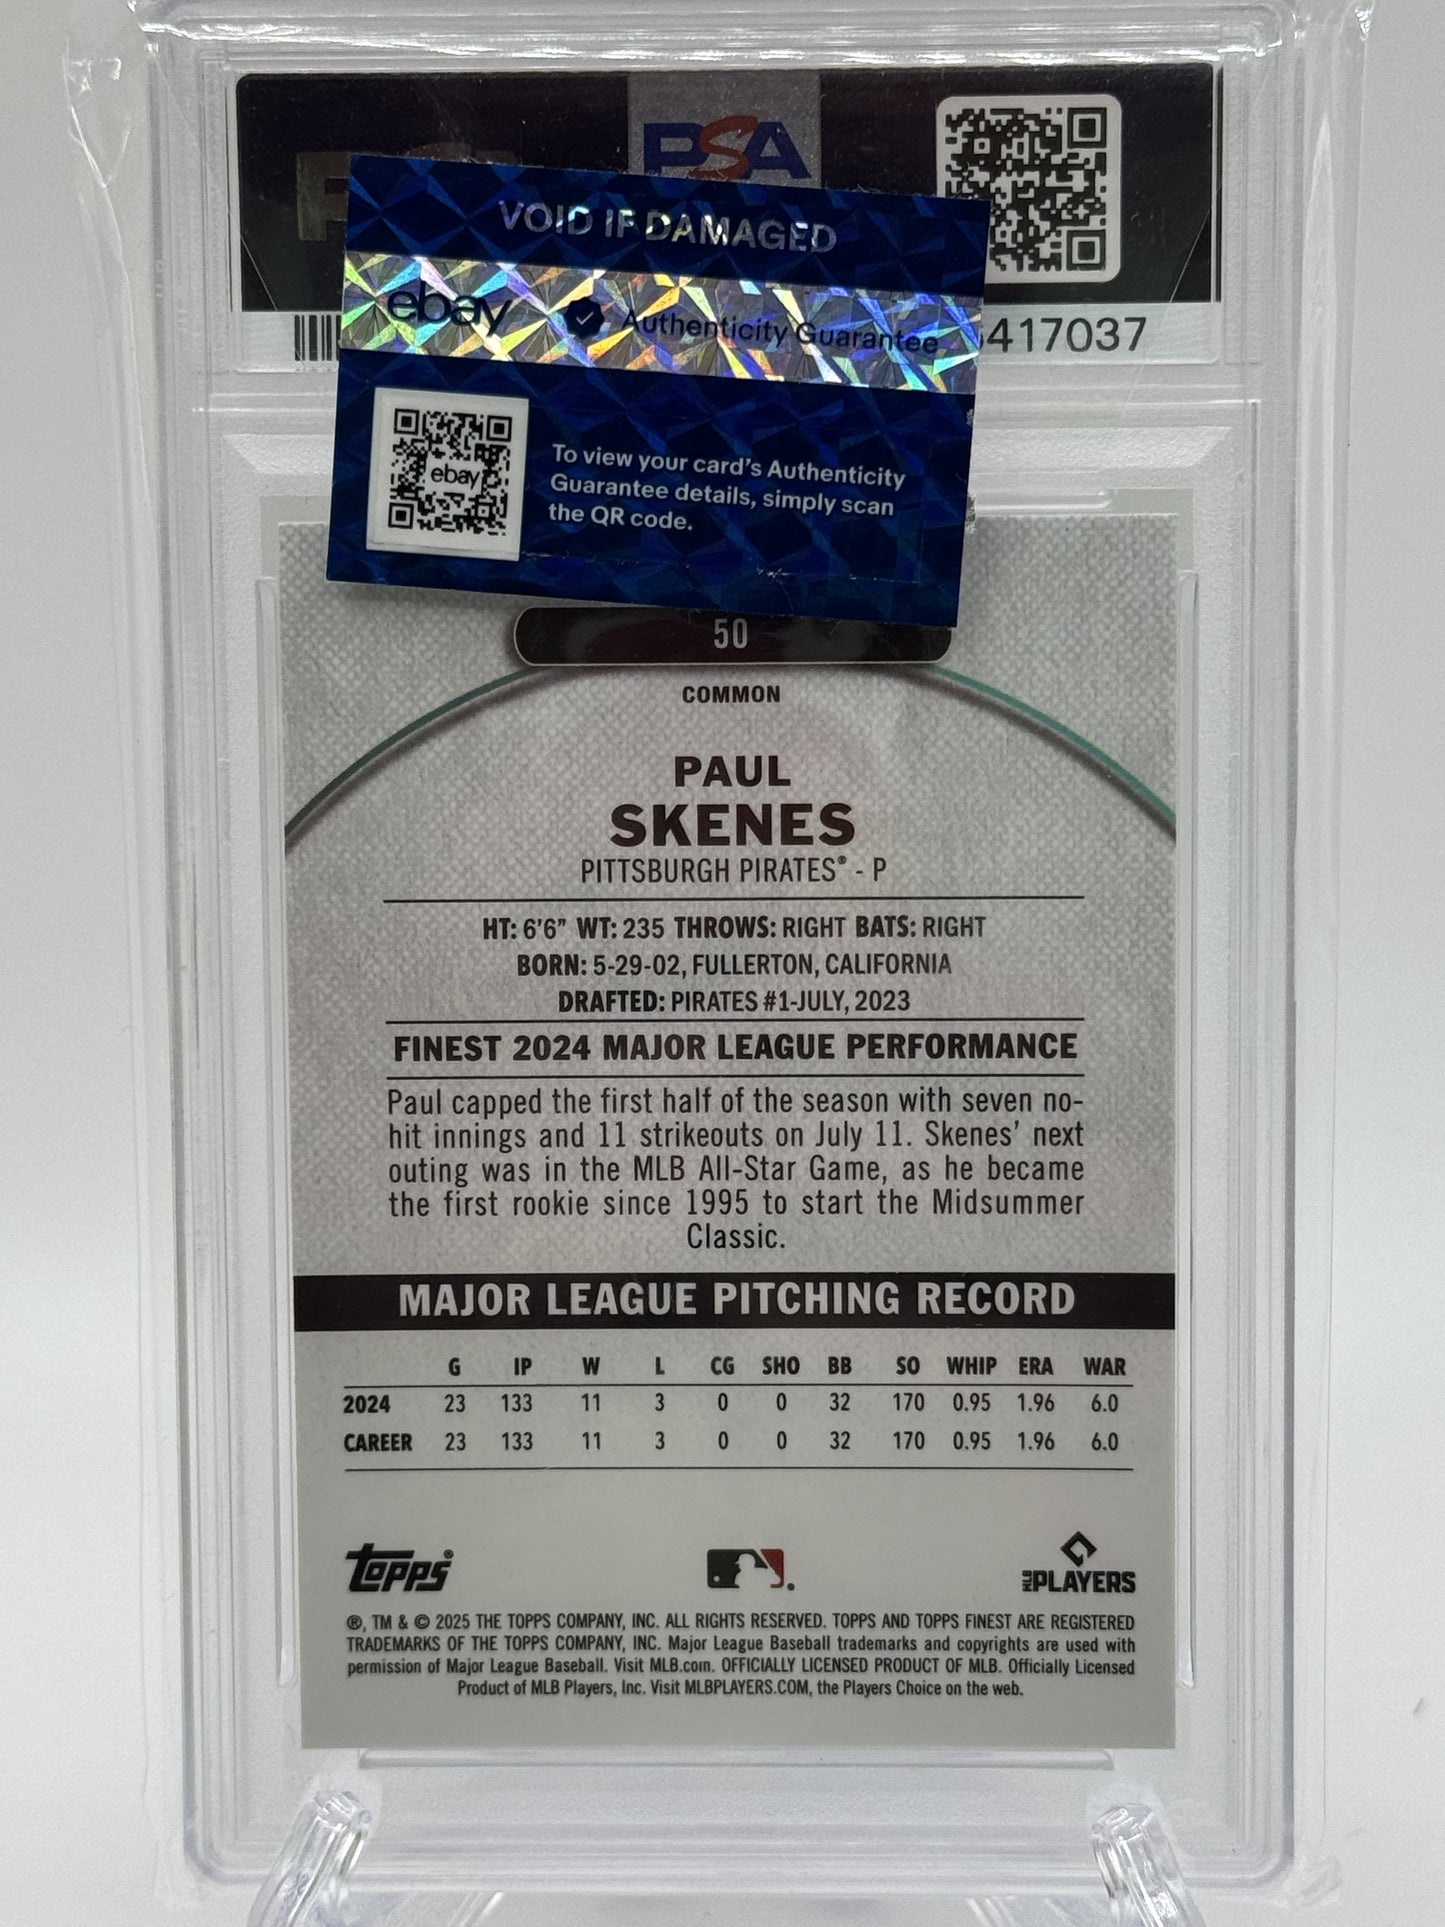 PSA
VOID IF DAMAGED
ebay Authenticity Guarantee
417037
ebay
To view your card's Authenticity
Guarantee details, simply scan
the QR code.
50
COMMON
PAUL
SKENES
PITTSBURGH PIRATES® - P
HT: 6'6" WT: 235 THROWS: RIGHT BATS: RIGHT
BORN: 5-29-02, FULLERTON, CALIFORNIA
DRAFTED: PIRATES #1-JULY, 2023
FINEST 2024 MAJOR LEAGUE PERFORMANCE
Paul capped the first half of the season with seven no-
hit innings and 11 strikeouts on July 11. Skenes' next
outing was in the MLB All-Star Game, as he became
the first rookie since 1995 to start the Midsummer
Classic.
MAJOR LEAGUE PITCHING RECORD
G IP W L CG SHO BB SO WHIP ERA WAR
2024 23 133 11 3 0 0 32 170 0.95 1.96 6.0
CAREER 23 133 11 3 0 0 32 170 0.95 1.96 6.0
Topps®
MLB PLAYERS
®, TM & © 2025 THE TOPPS COMPANY, INC. ALL RIGHTS RESERVED. TOPPS AND TOPPS FINEST ARE REGISTERED
TRADEMARKS OF THE TOPPS COMPANY, INC. Major League Baseball trademarks and copyrights are used with
permission of Major League Baseball. Visit MLB.com. OFFICIALLY LICENSED PRODUCT OF MLB. Officially Licensed
Product of MLB Players, Inc. Visit MLBPLAYERS.COM, the Players Choice on the web.